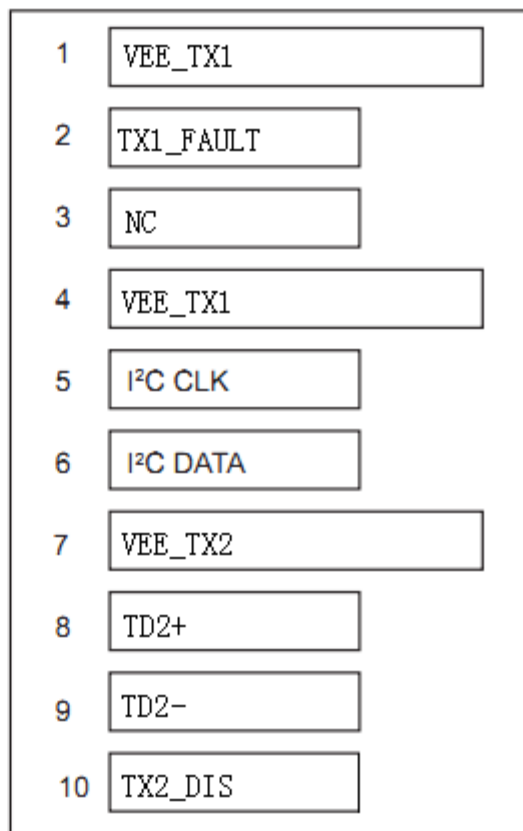 1 VEE_TX1
2 TX1_FAULT
3 NC
4 VEE_TX1
5 I²C CLK
6 I²C DATA
7 VEE_TX2
8 TD2+
9 TD2-
10 TX2_DIS